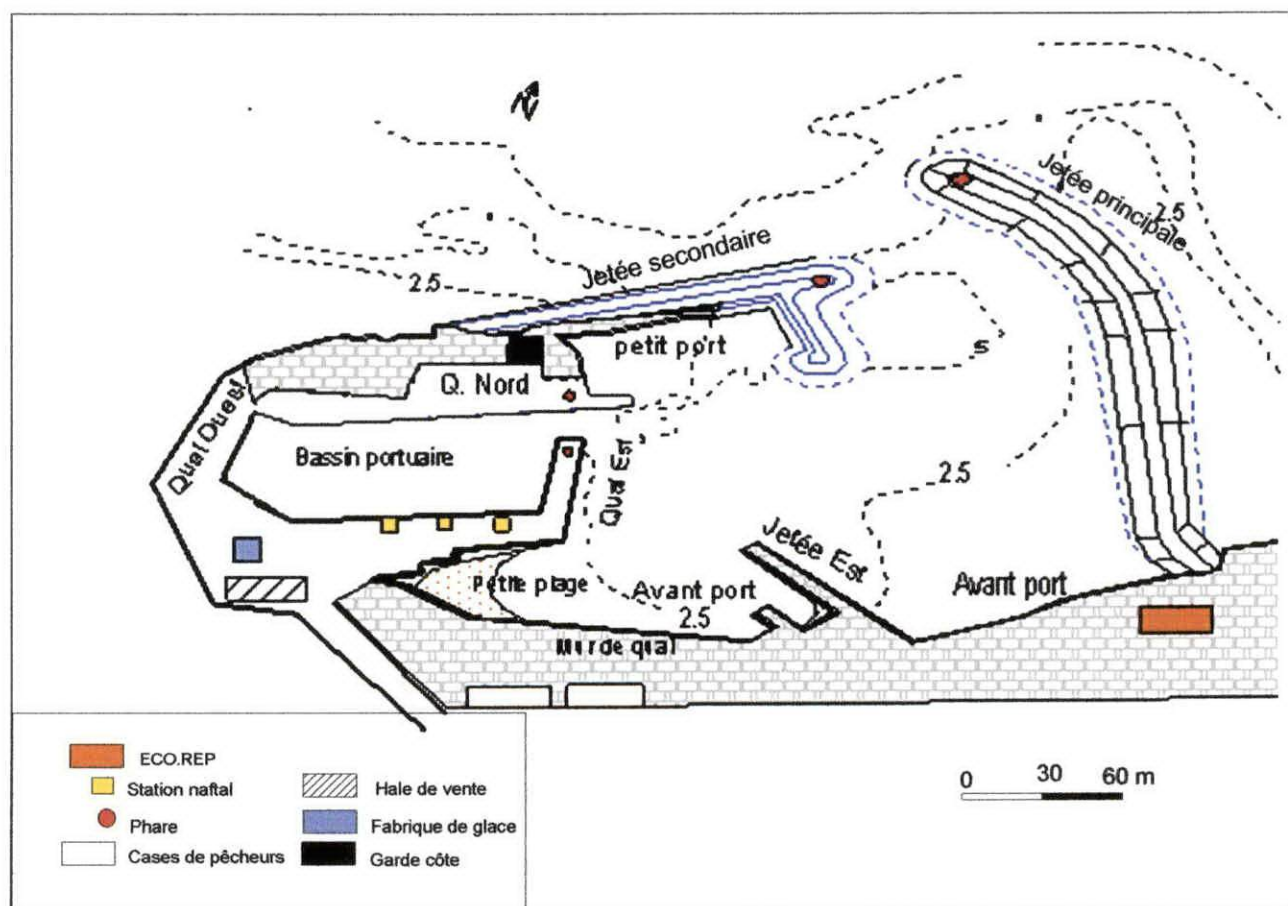 N
Jetée principale
2.5
Jetée secondaire
2.5
petit port
s
Q. Nord
Quai Ouest
Bassin portuaire
Quai Est
2.5
Jetée Est
Petite plage
Avant port
2.5
Avant port
Mur de quai
ECO.REP
Station naftal
Phare
Cases de pêcheurs
Hale de vente
Fabrique de glace
Garde côte
0 30 60 m